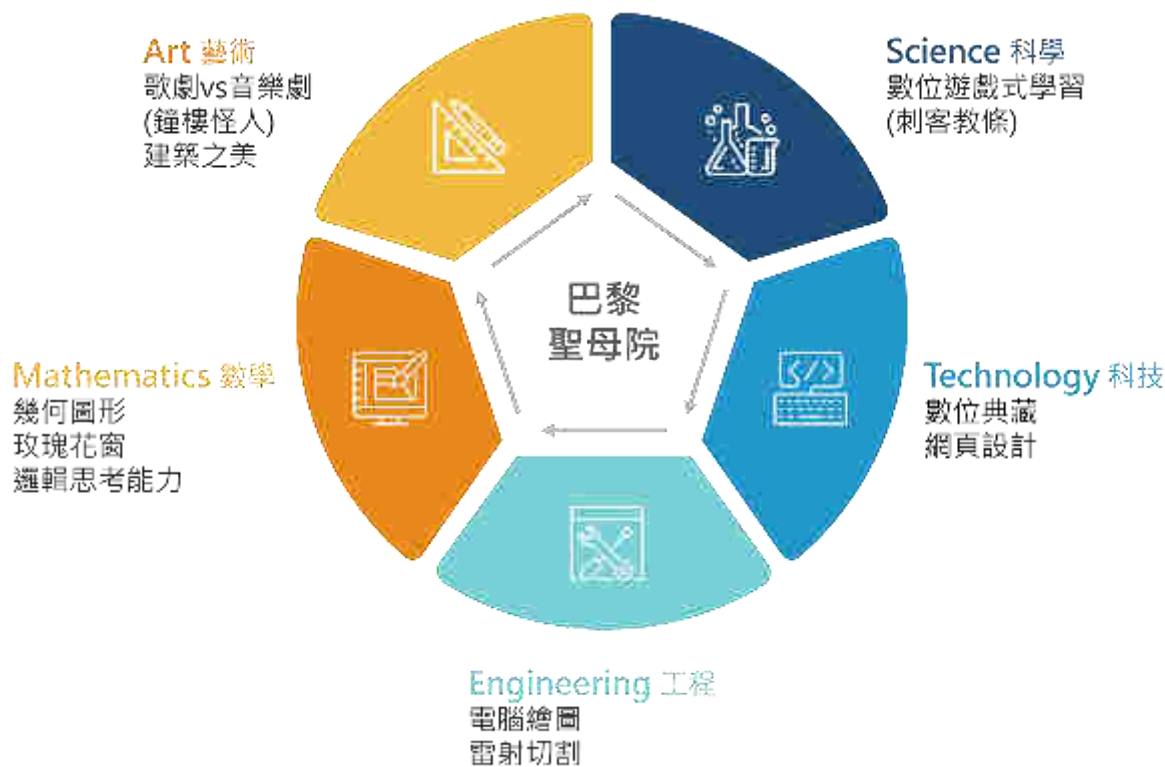 Art 藝術
歌劇vs音樂劇
(鐘樓怪人)
建築之美
Science 科學
數位遊戲式學習
(刺客教條)
巴黎
聖母院
Mathematics 數學
幾何圖形
玫瑰花窗
邏輯思考能力
Technology 科技
數位典藏
網頁設計
Engineering 工程
電腦繪圖
雷射切割